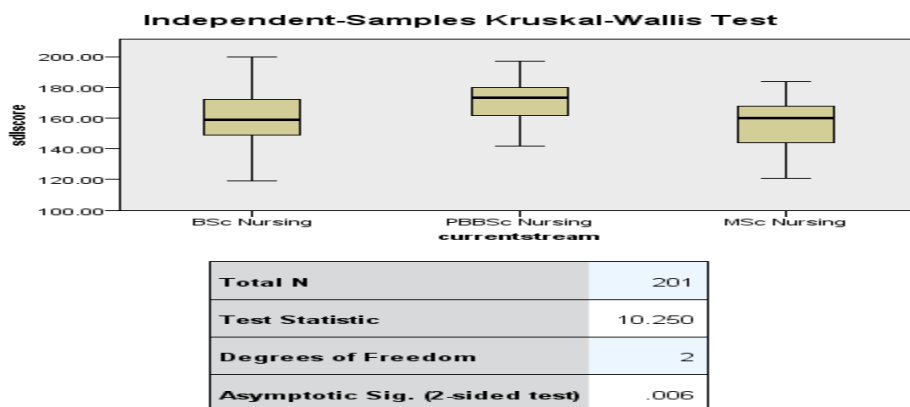 Independent-Samples Kruskal-Wallis Test
200.00
180.00
160.00
140.00
120.00
100.00
sdlscore
BSc Nursing PBBSc Nursing MSc Nursing
currentstream
Total N 201
Test Statistic 10.250
Degrees of Freedom 2
Asymptotic Sig. (2-sided test) .006